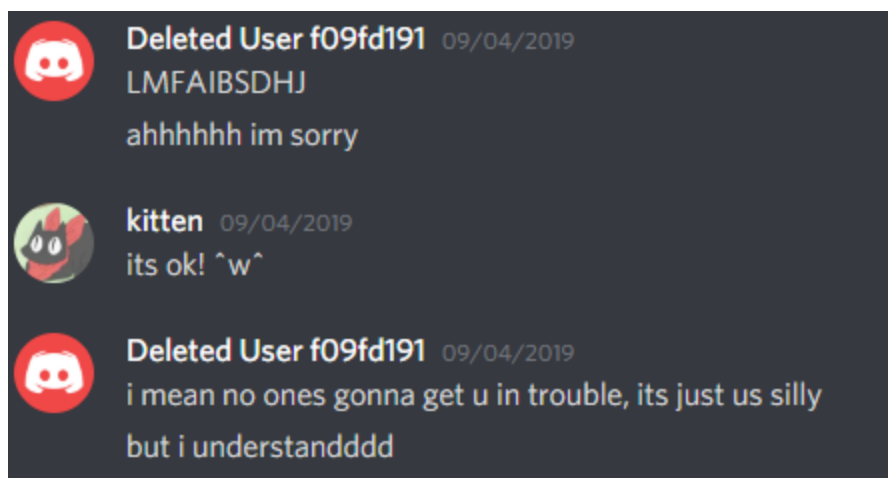 Deleted User f09fd191 09/04/2019
LMFAIBSDHJ
ahhhhhh im sorry
kitten 09/04/2019
its ok! ^w^
Deleted User f09fd191 09/04/2019
i mean no ones gonna get u in trouble, its just us silly
but i understandddd